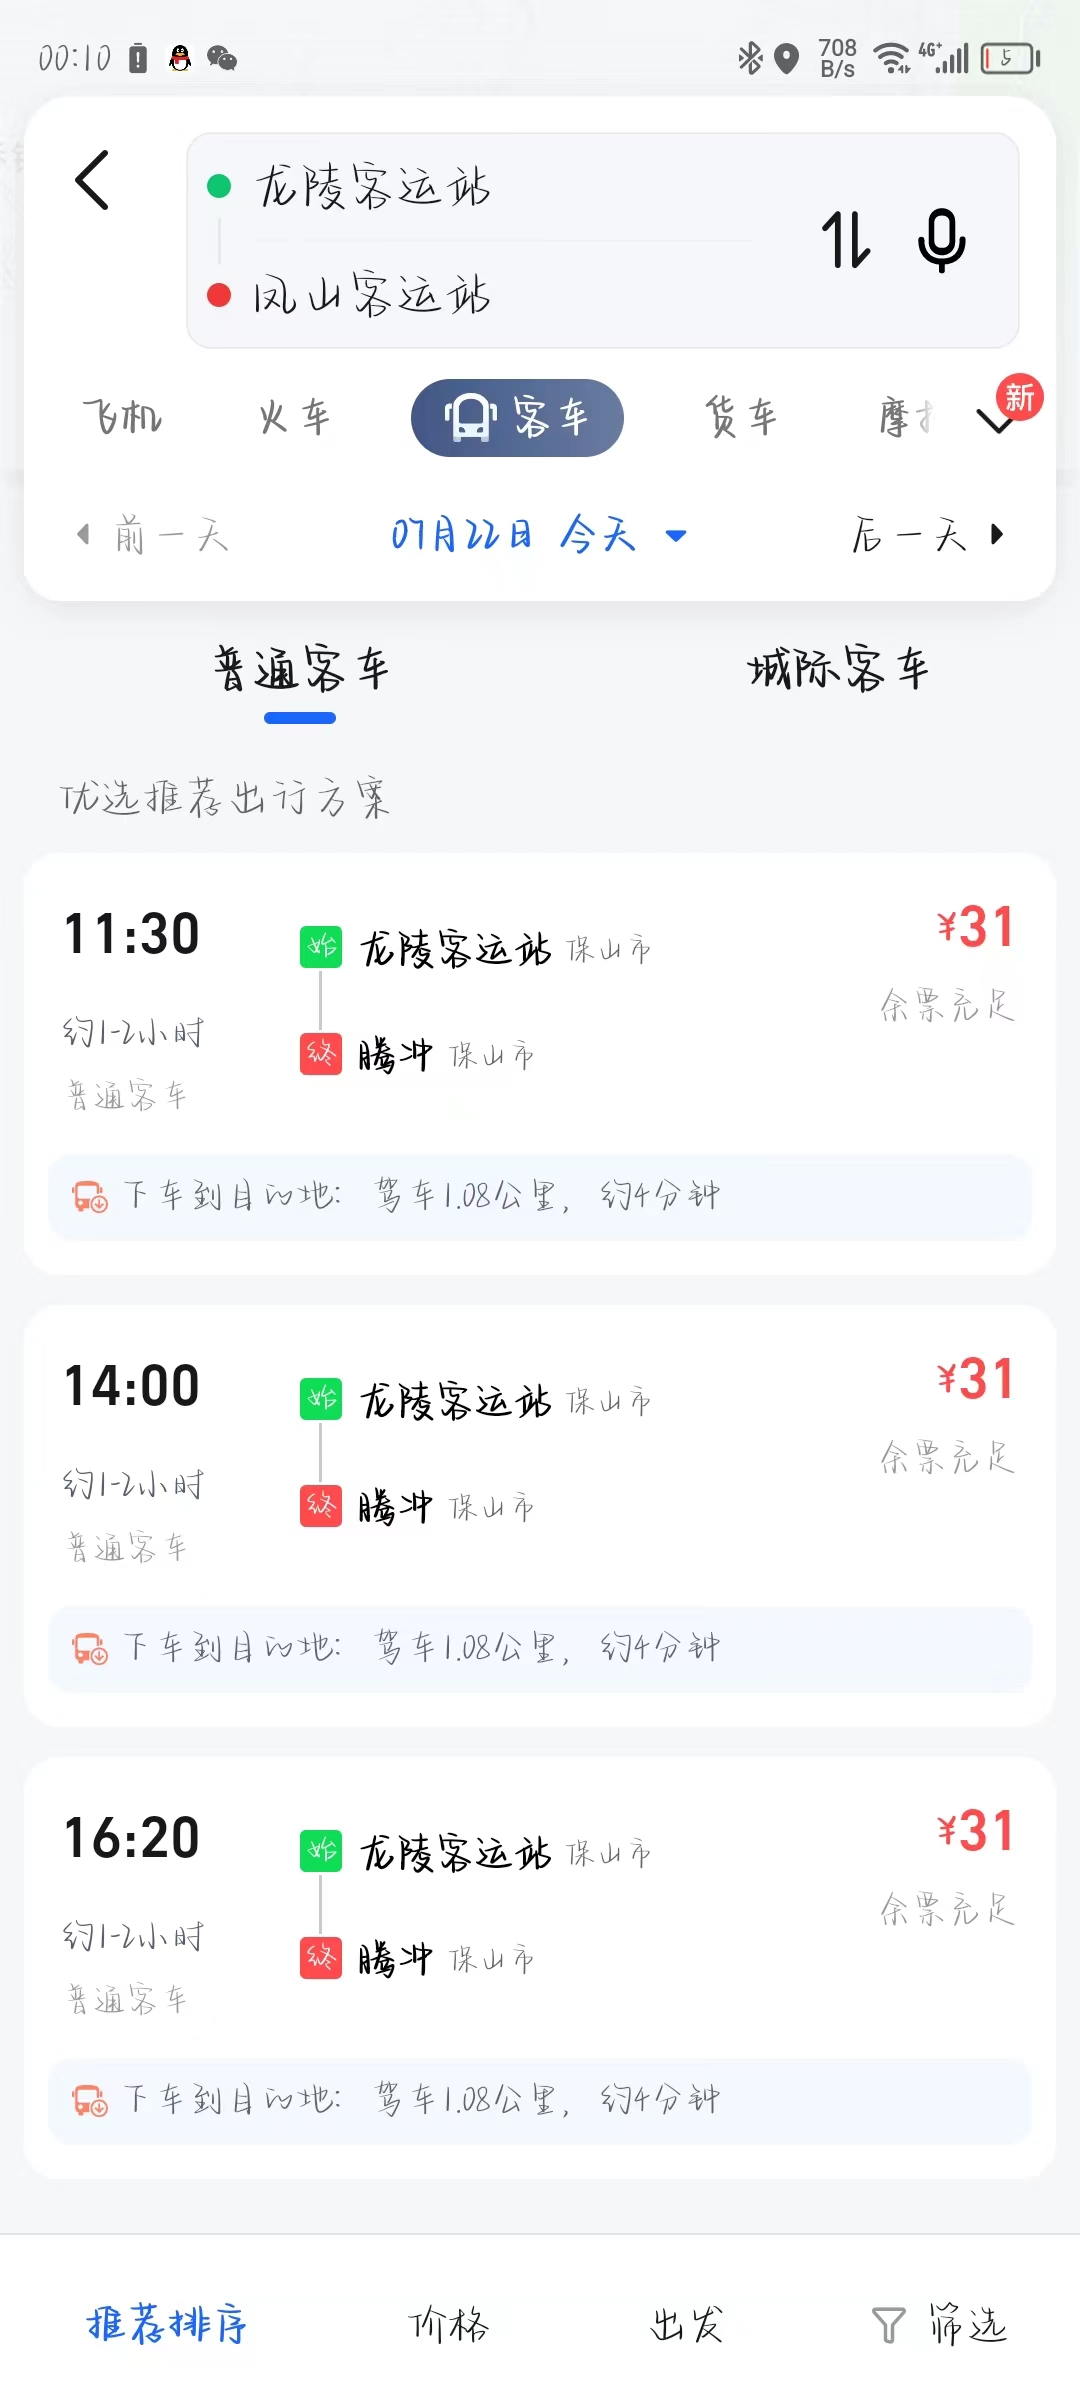 00:10 708 B/s 4G+ 5
龙陵客运站
凤山客运站
飞机 火车 客车 货车 摩 新
前一天 07月22日 今天 后一天
普通客车 城际客车
优选推荐出行方案
11:30 始 龙陵客运站 保山市 ¥31
余票充足
约1-2小时 终 腾冲 保山市
普通客车
下车到目的地: 驾车1.08公里, 约4分钟
14:00 始 龙陵客运站 保山市 ¥31
余票充足
约1-2小时 终 腾冲 保山市
普通客车
下车到目的地: 驾车1.08公里, 约4分钟
16:20 始 龙陵客运站 保山市 ¥31
余票充足
约1-2小时 终 腾冲 保山市
普通客车
下车到目的地: 驾车1.08公里, 约4分钟
推荐排序 价格 出发 筛选